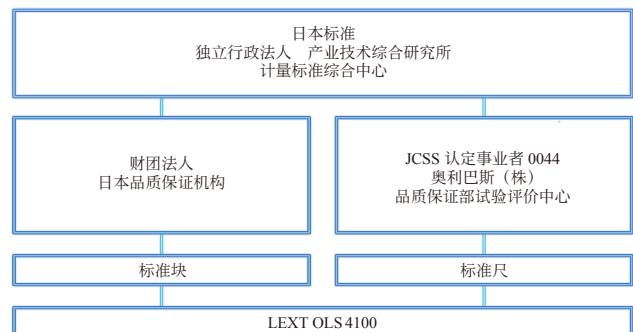 日本标准
独立行政法人　产业技术综合研究所
计量标准综合中心
财团法人
日本品质保证机构
JCSS 认定事业者 0044
奥利巴斯（株）
品质保证部试验评价中心
标准块
标准尺
LEXT OLS 4100